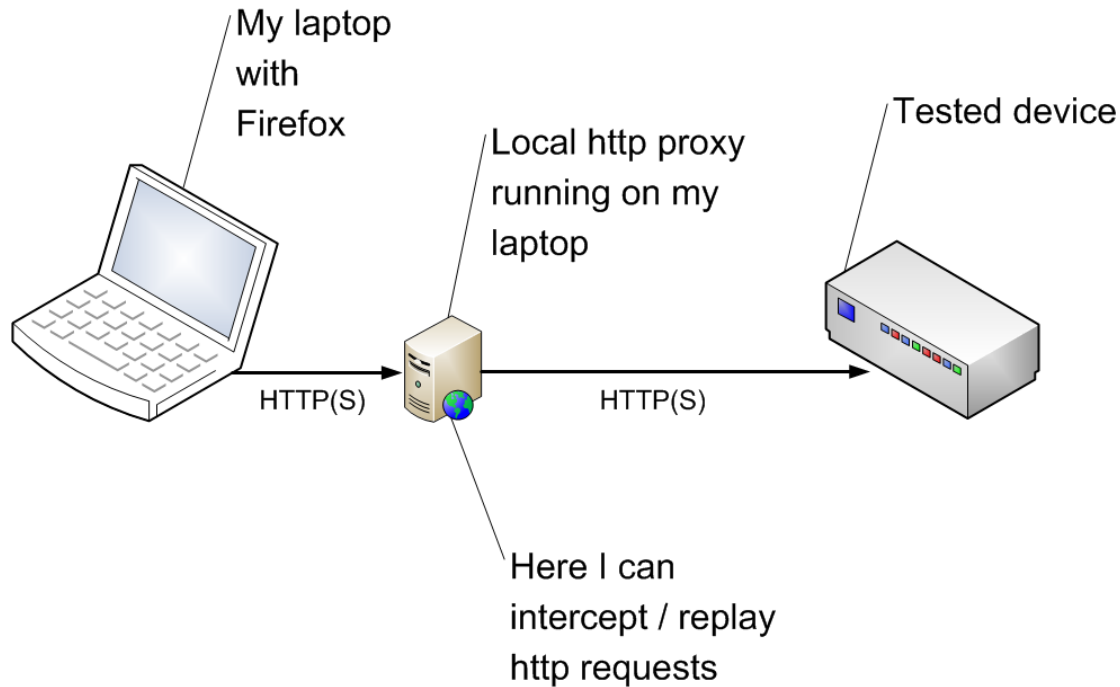 My laptop
with
Firefox
Local http proxy
running on my
laptop
Tested device
HTTP(S)
HTTP(S)
Here I can
intercept / replay
http requests